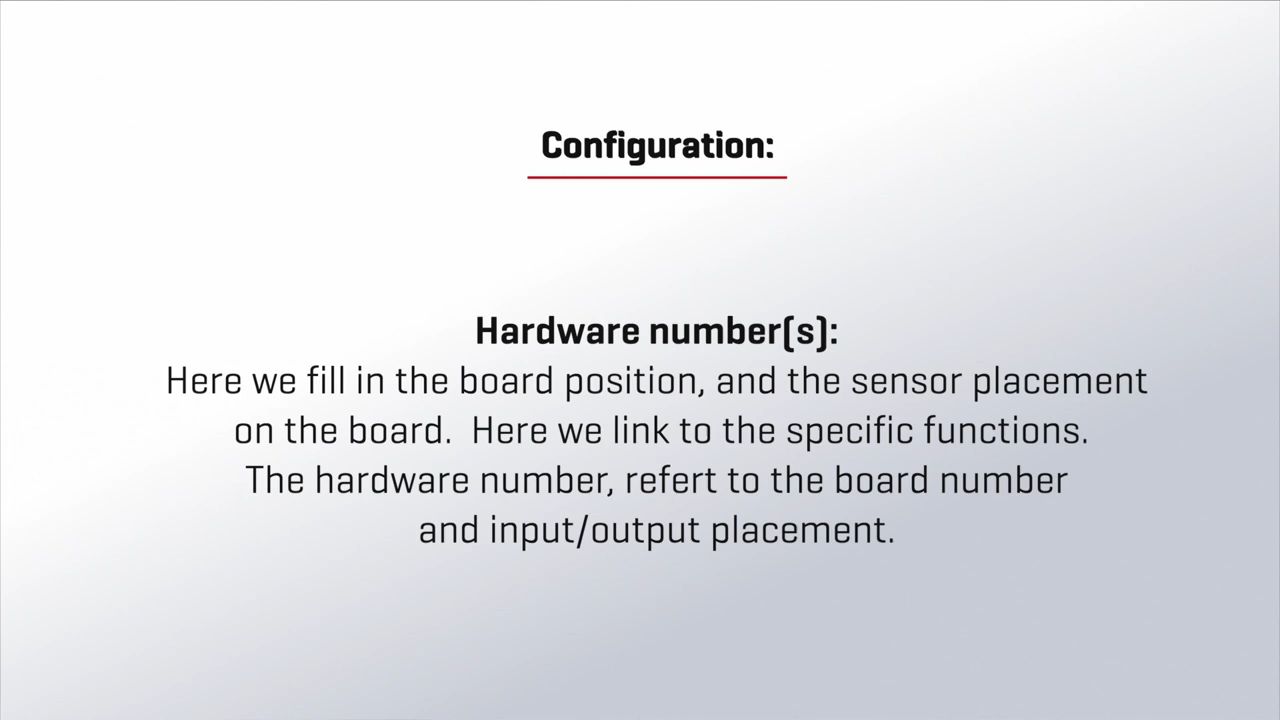 Configuration:
Hardware number(s):
Here we fill in the board position, and the sensor placement
on the board.  Here we link to the specific functions.
The hardware number, refert to the board number
and input/output placement.